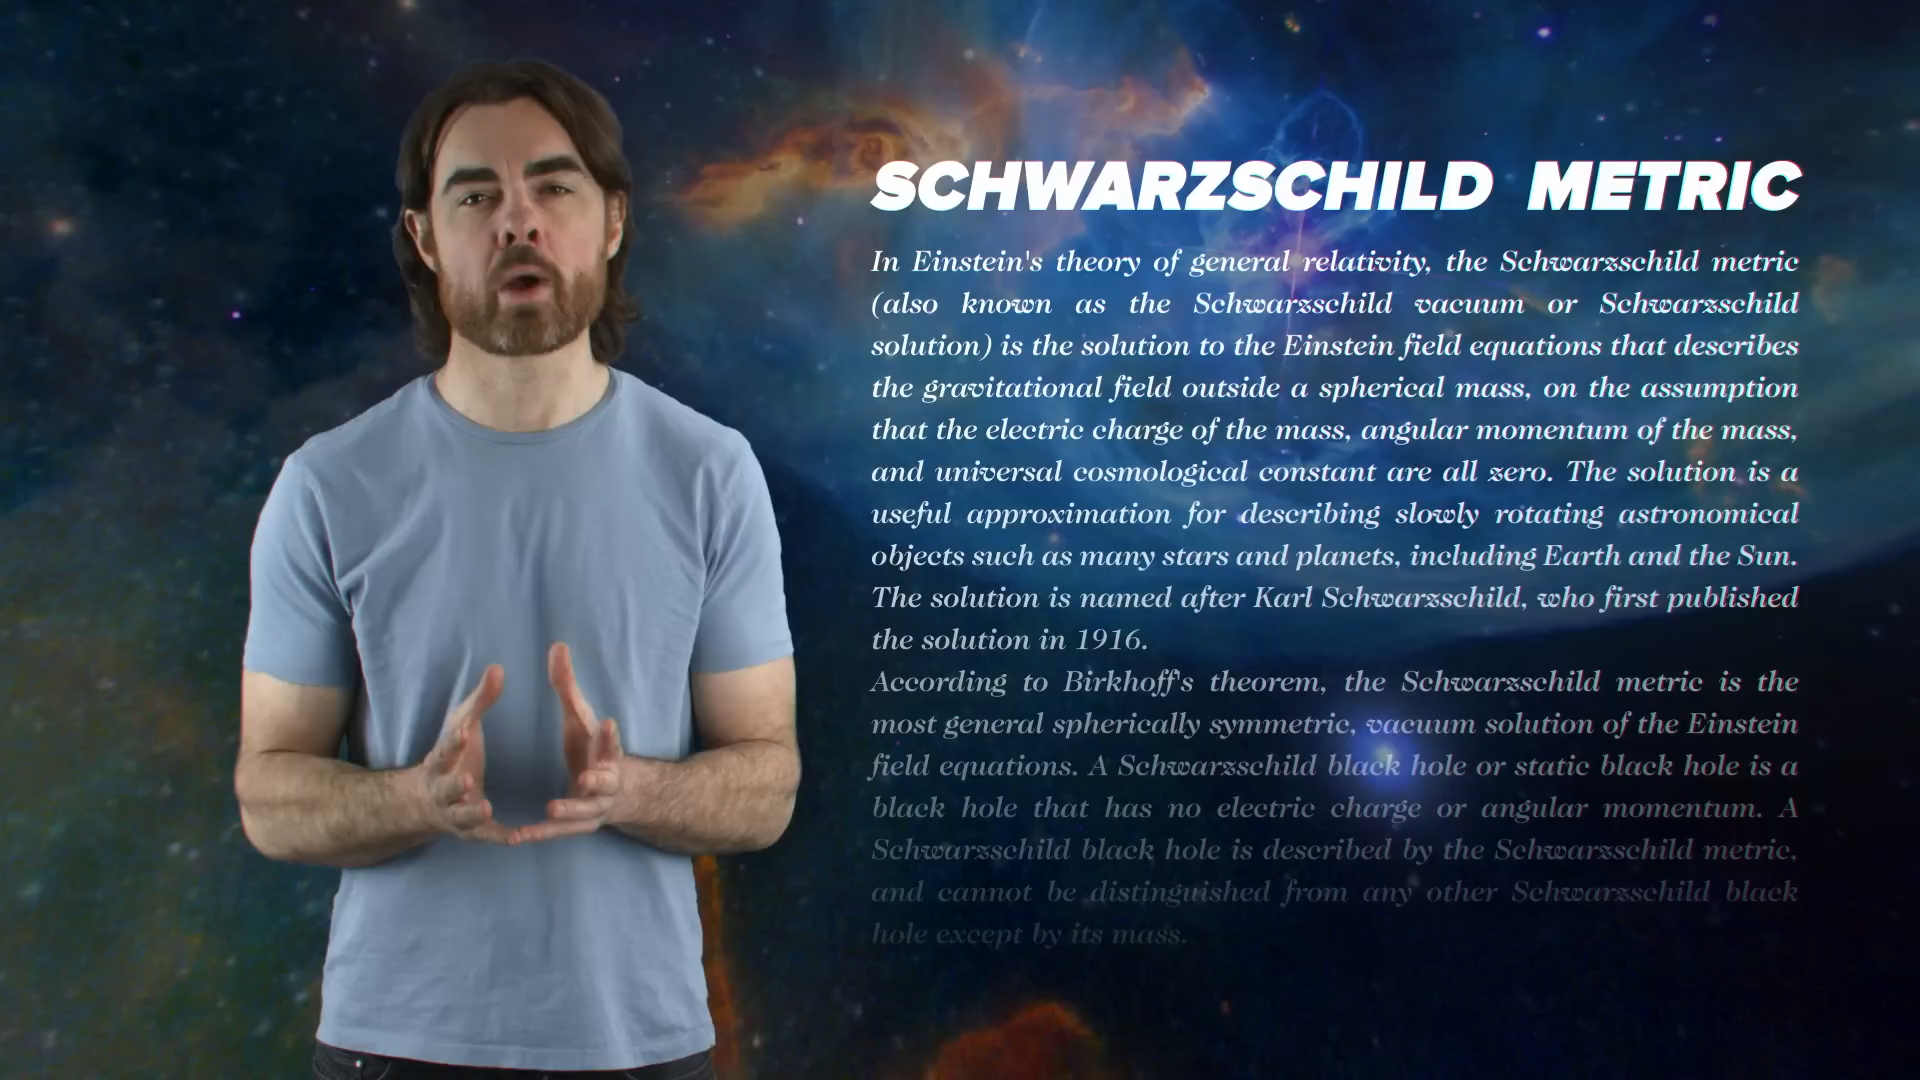 SCHWARZSCHILD METRIC
In Einstein's theory of general relativity, the Schwarzschild metric
(also known as the Schwarzschild vacuum or Schwarzschild
solution) is the solution to the Einstein field equations that describes
the gravitational field outside a spherical mass, on the assumption
that the electric charge of the mass, angular momentum of the mass,
and universal cosmological constant are all zero. The solution is a
useful approximation for describing slowly rotating astronomical
objects such as many stars and planets, including Earth and the Sun.
The solution is named after Karl Schwarzschild, who first published
the solution in 1916.
According to Birkhoff's theorem, the Schwarzschild metric is the
most general spherically symmetric, vacuum solution of the Einstein
field equations. A Schwarzschild black hole or static black hole is a
black hole that has no electric charge or angular momentum. A
Schwarzschild black hole is described by the Schwarzschild metric,
and cannot be distinguished from any other Schwarzschild black
hole except by its mass.